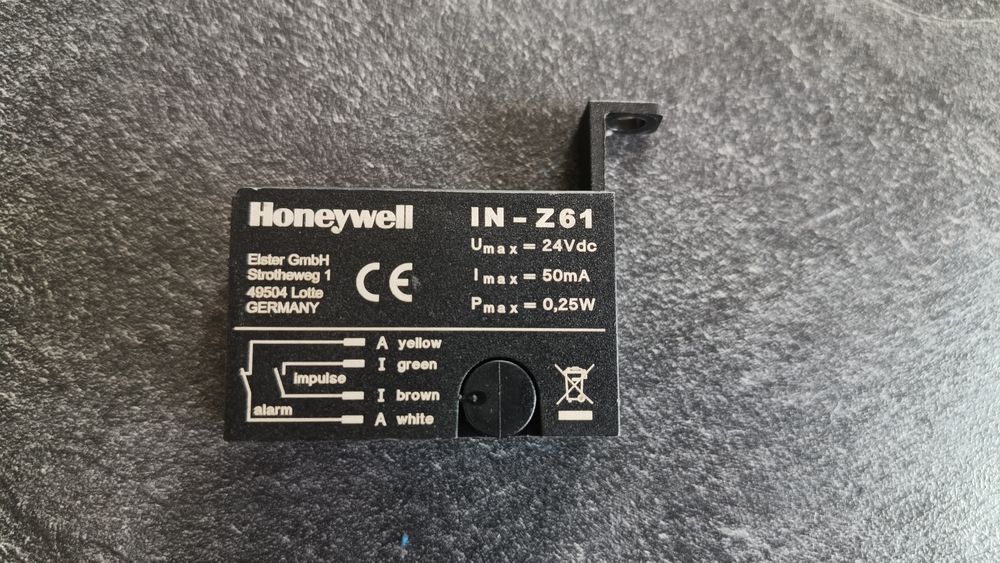 Honeywell
IN - Z61
Umax = 24Vdc
Elster GmbH
Strotheweg 1
49504 Lotte
GERMANY
CE
Imax = 50mA
Pmax = 0,25W
A yellow
I green
impulse
I brown
alarm
A white